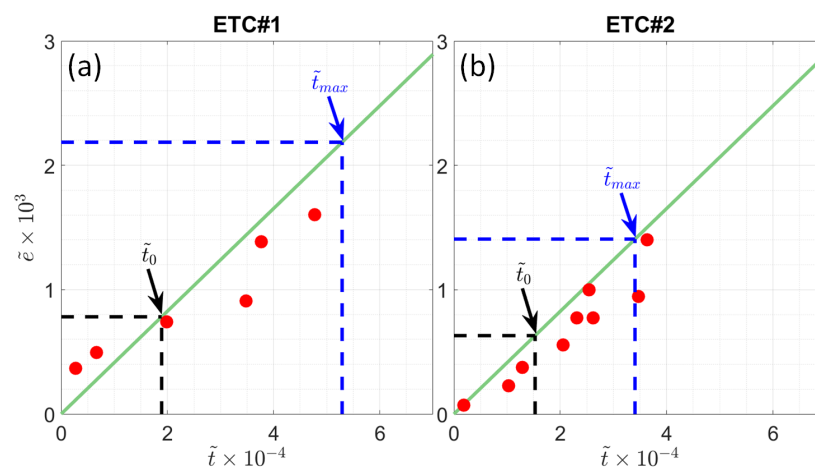 ETC#1
ETC#2
(a)
(b)
3
2
1
0
ẽ × 10³
t̃₀
t̃ₘₐₓ
0
2
4
6
t̃ × 10⁻⁴
3
2
1
0
t̃₀
t̃ₘₐₓ
0
2
4
6
t̃ × 10⁻⁴